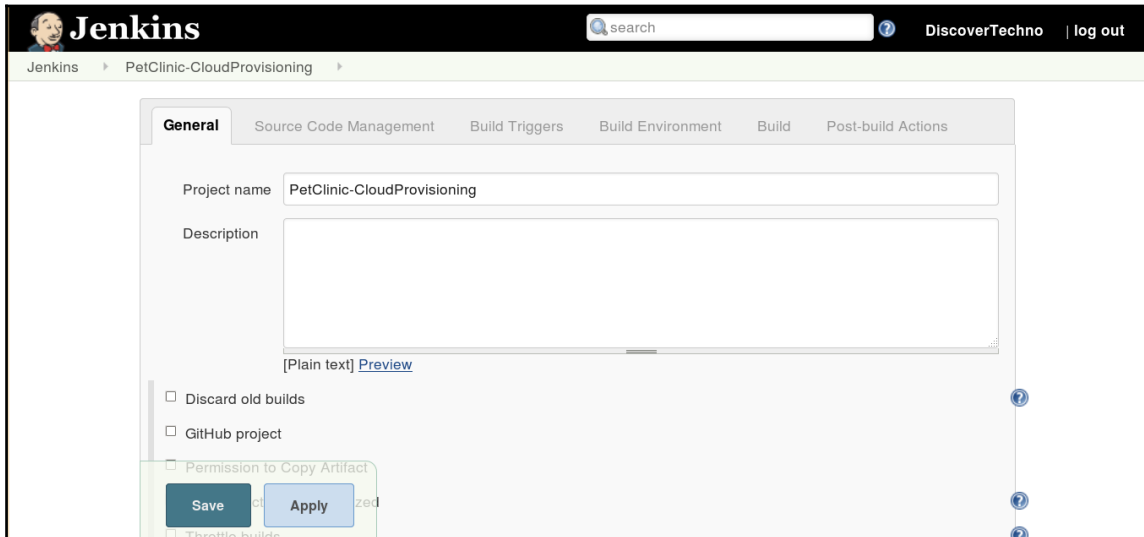 Jenkins search DiscoverTechno | log out
Jenkins PetClinic-CloudProvisioning
General Source Code Management Build Triggers Build Environment Build Post-build Actions
Project name PetClinic-CloudProvisioning
Description
[Plain text] Preview
Discard old builds
GitHub project
Permission to Copy Artifact
Save Apply
Throttle builds